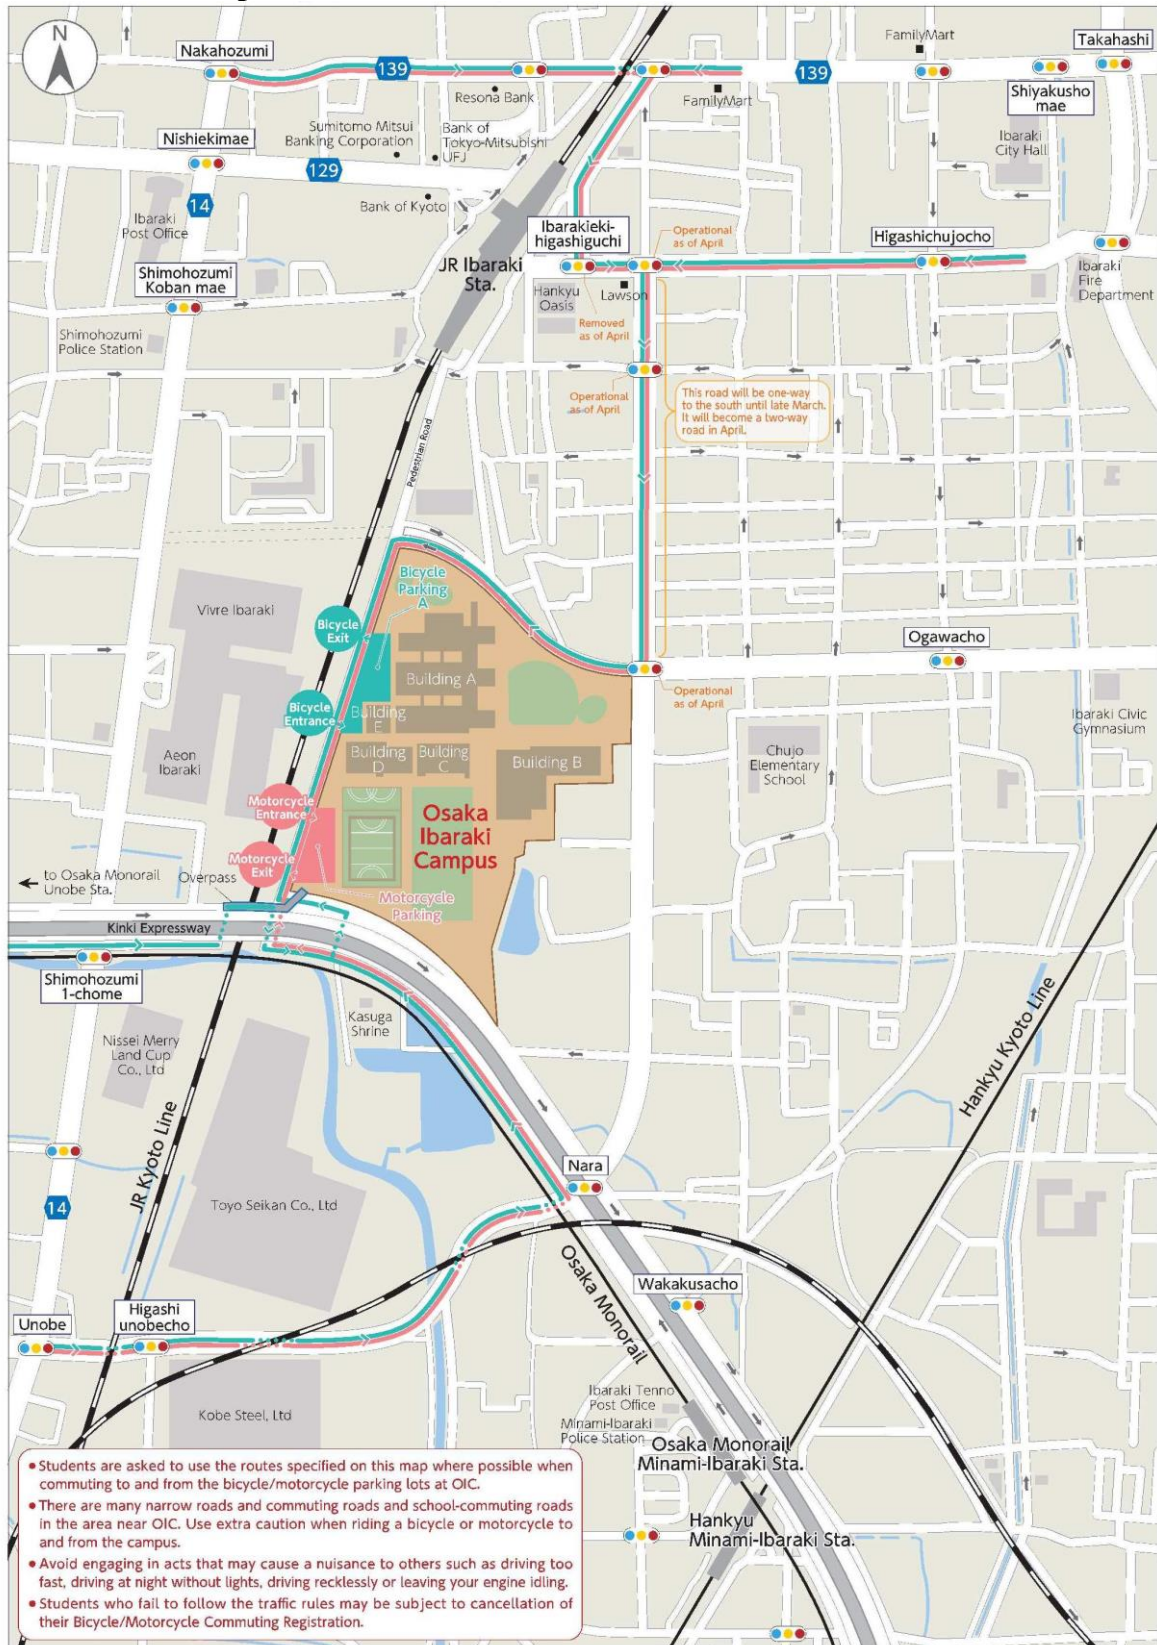 N
Nakahozumi
139
139
FamilyMart
Takahashi
Resona Bank
FamilyMart
Shiyakusho
mae
Sumitomo Mitsui
Banking Corporation
Bank of
Tokyo-Mitsubishi
UFJ
Nishiekimae
129
Ibaraki
City Hall
14
Bank of Kyoto
Ibaraki
Post Office
Ibarakieki-
higashiguchi
Operational
as of April
Higashichujocho
JR Ibaraki
Sta.
Shimohozumi
Koban mae
Hankyu
Oasis
Lawson
Ibaraki
Fire
Department
Removed
as of April
Shimohozumi
Police Station
Operational
as of April
This road will be one-way
to the south until late March.
It will become a two-way
road in April.
Pedestrian Road
Bicycle
Parking
A
Vivre Ibaraki
Bicycle
Exit
Ogawacho
Building A
Operational
as of April
Bicycle
Entrance
Building
E
Ibaraki Civic
Gymnasium
Aeon
Ibaraki
Building
D
Building
C
Building B
Chujo
Elementary
School
Motorcycle
Entrance
Osaka
Ibaraki
Campus
Motorcycle
Exit
to Osaka Monorail
Unobe Sta.
Overpass
Motorcycle
Parking
Kinki Expressway
Shimohozumi
1-chome
Kasuga
Shrine
Nissei Merry
Land Cup
Co., Ltd
Hankyu Kyoto Line
JR Kyoto Line
Nara
Toyo Seikan Co., Ltd
14
Osaka Monorail
Wakakusacho
Unobe
Higashi
unobecho
Ibaraki Tenno
Post Office
Kobe Steel, Ltd
Minami-Ibaraki
Police Station
Osaka Monorail
Minami-Ibaraki Sta.
Hankyu
Minami-Ibaraki Sta.
• Students are asked to use the routes specified on this map where possible when
commuting to and from the bicycle/motorcycle parking lots at OIC.
• There are many narrow roads and commuting roads and school-commuting roads
in the area near OIC. Use extra caution when riding a bicycle or motorcycle to
and from the campus.
• Avoid engaging in acts that may cause a nuisance to others such as driving too
fast, driving at night without lights, driving recklessly or leaving your engine idling.
• Students who fail to follow the traffic rules may be subject to cancellation of
their Bicycle/Motorcycle Commuting Registration.